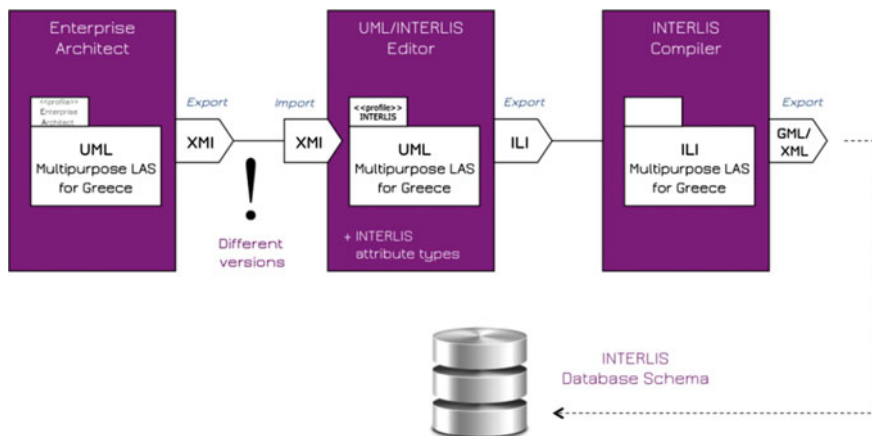 Enterprise
Architect
<<profile>>
Enterprise
Architect
UML
Multipurpose LAS
for Greece
Export
XMI
Different
versions
Import
XMI
UML/INTERLIS
Editor
<<profile>>
INTERLIS
UML
Multipurpose LAS
for Greece
+ INTERLIS
attribute types
Export
ILI
INTERLIS
Compiler
ILI
Multipurpose LAS
for Greece
Export
GML/
XML
INTERLIS
Database Schema